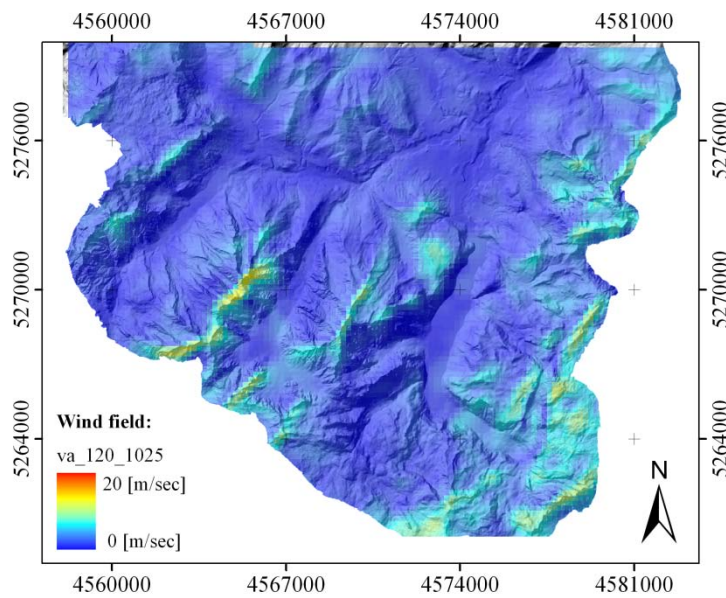 4560000 4567000 4574000 4581000
5276000 5276000
5270000 5270000
5264000 5264000
Wind field:
va_120_1025
20 [m/sec]
0 [m/sec]
N
4560000 4567000 4574000 4581000